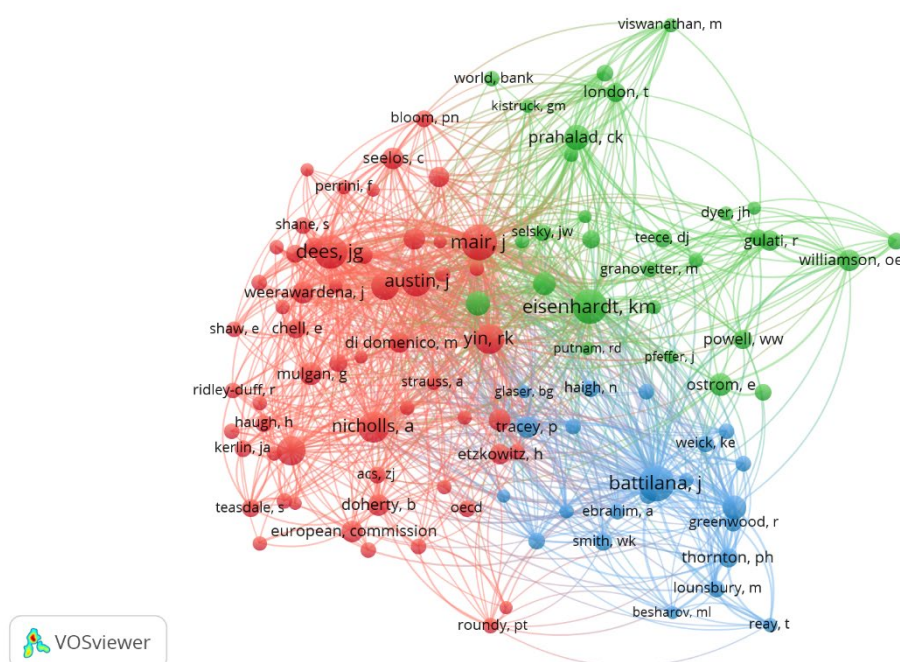 viswanathan, m
world, bank
london, t
kistruck, gm
bloom, pn
prahalad, ck
seelos, c
perrini, f
dyer, jh
shane, s
selsky, jw
teece, dj
gulati, r
mair, j
dees, jg
williamson, oe
granovetter, m
austin, j
weerawardena, j
eisenhardt, km
shaw, e
chell, e
di domenico, m
yin, rk
powell, ww
putnam, rd
pfeffer, j
mulgan, g
strauss, a
ridley-duff, r
glaser, bg
haigh, n
ostrom, e
haugh, h
nicholls, a
tracey, p
kerlin, ja
etzkowitz, h
weick, ke
acs, zj
battilana, j
teasdale, s
doherty, b
oecd
ebrahim, a
greenwood, r
european, commission
smith, wk
thornton, ph
lounsbury, m
besharov, ml
roundy, pt
reay, t
VOSviewer